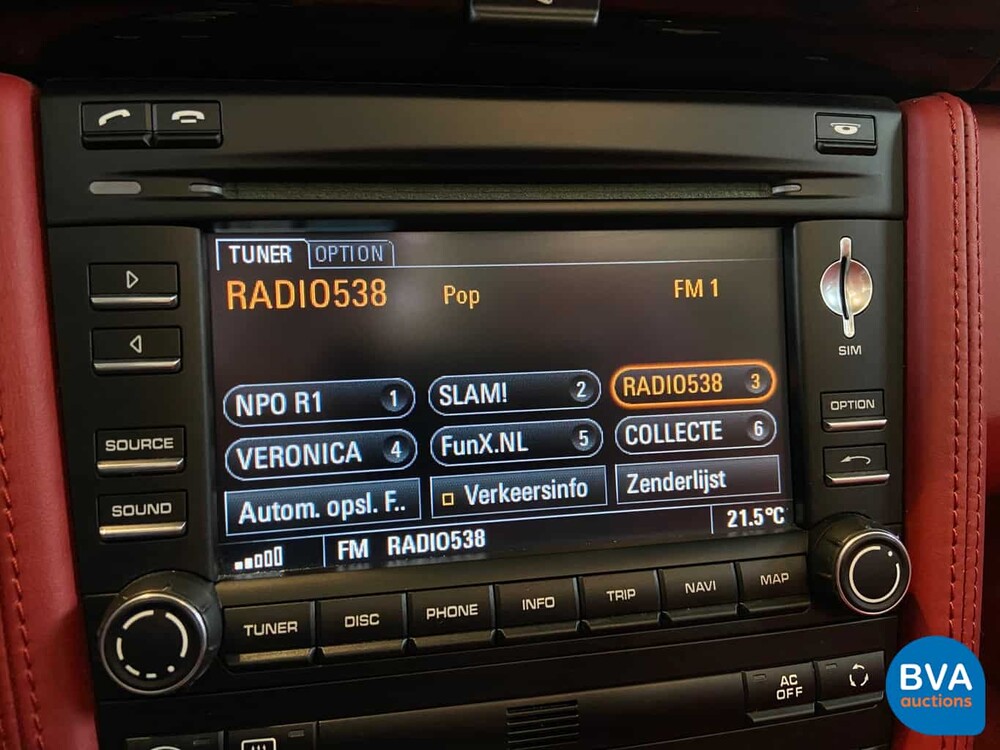 TUNER OPTION
RADIO538 Pop FM 1
NPO R1 1 SLAM! 2 RADIO538 3
VERONICA 4 FunX.NL 5 COLLECTE 6
Autom. opsl. F.. Verkeersinfo Zenderlijst
FM RADIO538 21.5°C
SOURCE
SOUND
SIM
OPTION
TUNER DISC PHONE INFO TRIP NAVI MAP
AC
OFF
BVA
auctions